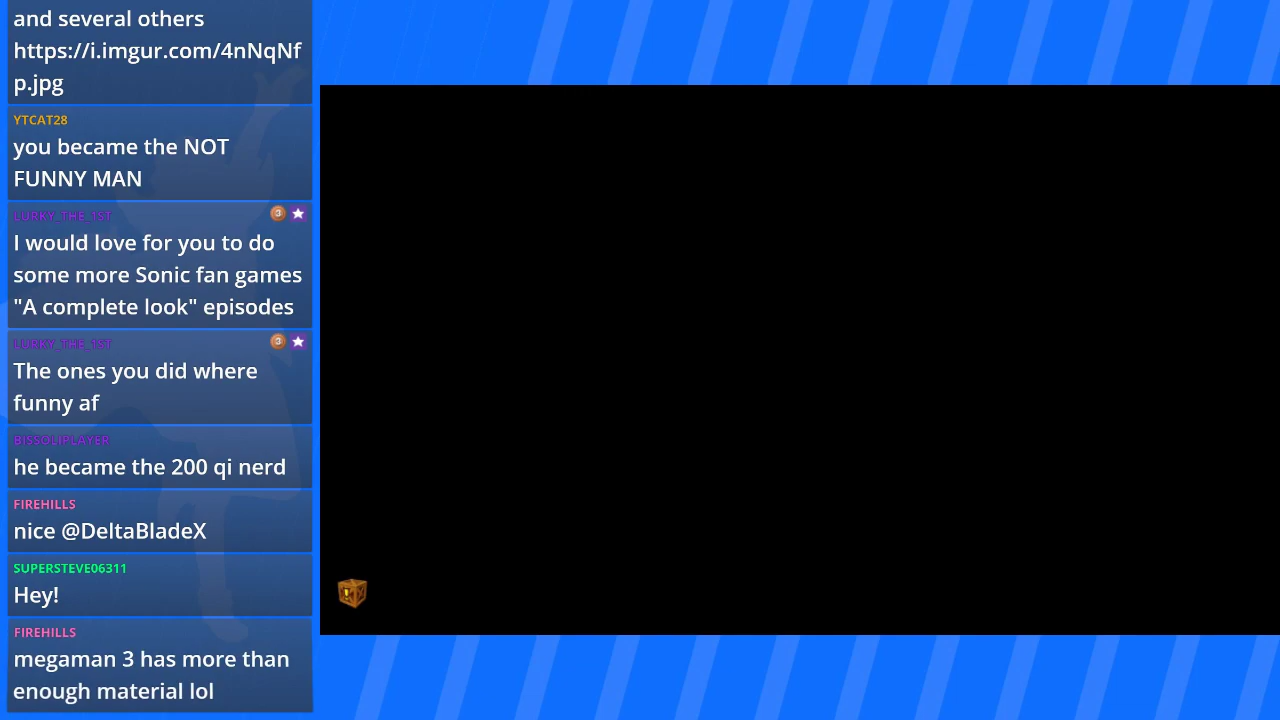 and several others
https://i.imgur.com/4nNqNf
p.jpg
YTCAT28
you became the NOT
FUNNY MAN
LURKY_THE_1ST
I would love for you to do
some more Sonic fan games
"A complete look" episodes
LURKY_THE_1ST
The ones you did where
funny af
BISSOLIPLAYER
he became the 200 qi nerd
FIREHILLS
nice @DeltaBladeX
SUPERSTEVE06311
Hey!
FIREHILLS
megaman 3 has more than
enough material lol